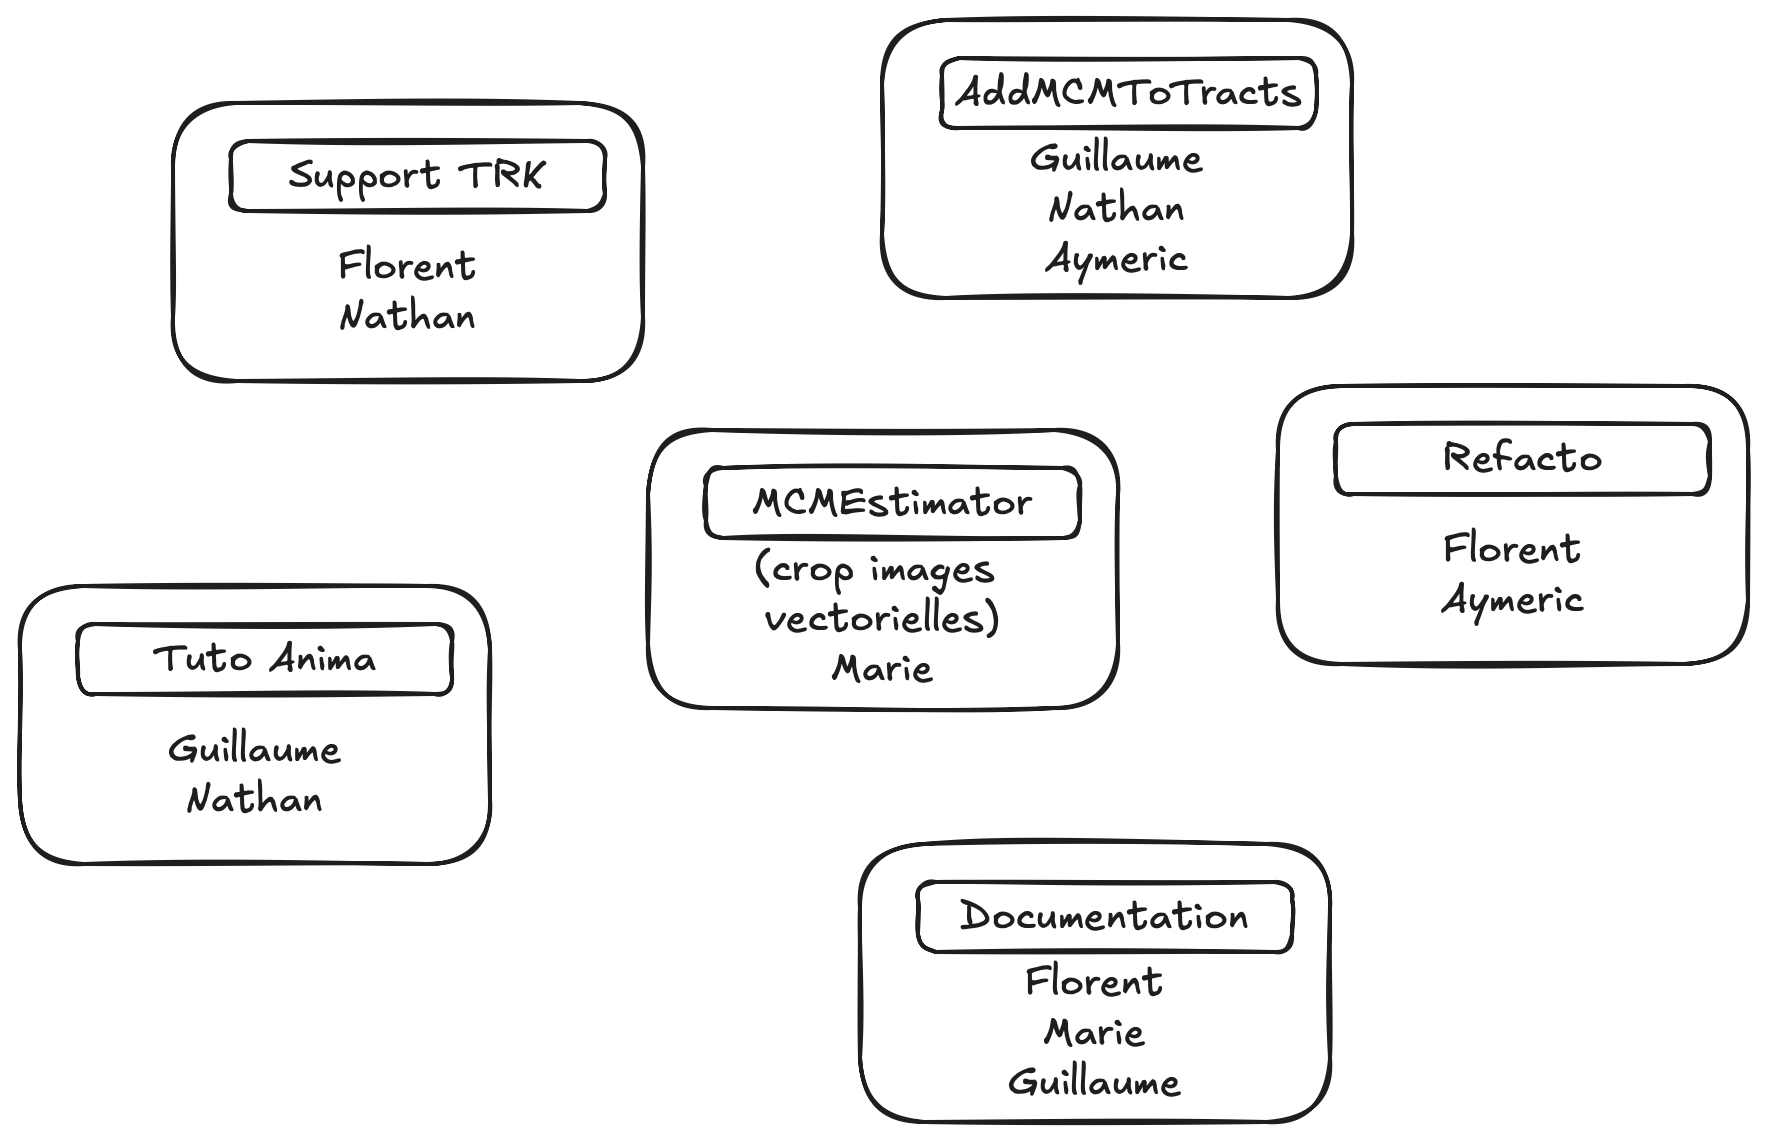 Support TRK
Florent
Nathan
AddMCMToTracts
Guillaume
Nathan
Aymeric
MCMEstimator
(crop images
vectorielles)
Marie
Refacto
Florent
Aymeric
Tuto Anima
Guillaume
Nathan
Documentation
Florent
Marie
Guillaume